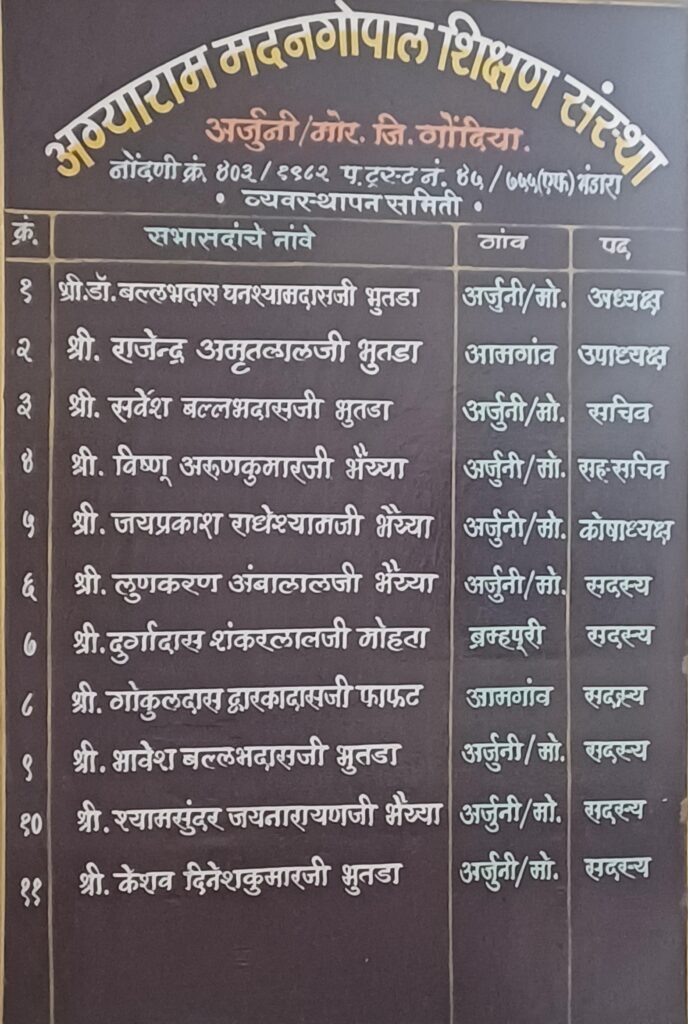 अग्याराम मदनगोपाल शिक्षण संस्था
अर्जुनी/मोर. जि. गोंदिया.
नोंदणी क्रं. ४०३/१९८२ प.ट्रस्ट नं. ४५/७५५(एफ) भंडारा
• व्यवस्थापन समिती •
क्रं. सभासदांचे नांवे गांव पद
१ श्री.डॉ. बल्लभदास घनश्यामदासजी भुतडा अर्जुनी/मो. अध्यक्ष
२ श्री. राजेन्द्र अमृतलालजी भुतडा आमगांव उपाध्यक्ष
३ श्री. सर्वेश बल्लभदासजी भुतडा अर्जुनी/मो. सचिव
४ श्री. विष्णू अरुणकुमारजी भैय्या अर्जुनी/मो. सह-सचिव
५ श्री. जयप्रकाश राधेश्यामजी भैय्या अर्जुनी/मो. कोषाध्यक्ष
६ श्री. लुणकरण अंबालालजी भैय्या अर्जुनी/मो. सदस्य
७ श्री. दुर्गादास शंकरलालजी मोहता ब्रम्हपूरी सदस्य
८ श्री. गोकुलदास द्वारकादासजी फाफट आमगांव सदस्य
९ श्री. भावेश बल्लभदासजी भुतडा अर्जुनी/मो. सदस्य
१० श्री. श्यामसुंदर जयनारायणजी भैय्या अर्जुनी/मो. सदस्य
११ श्री. केशव दिनेशकुमारजी भुतडा अर्जुनी/मो. सदस्य